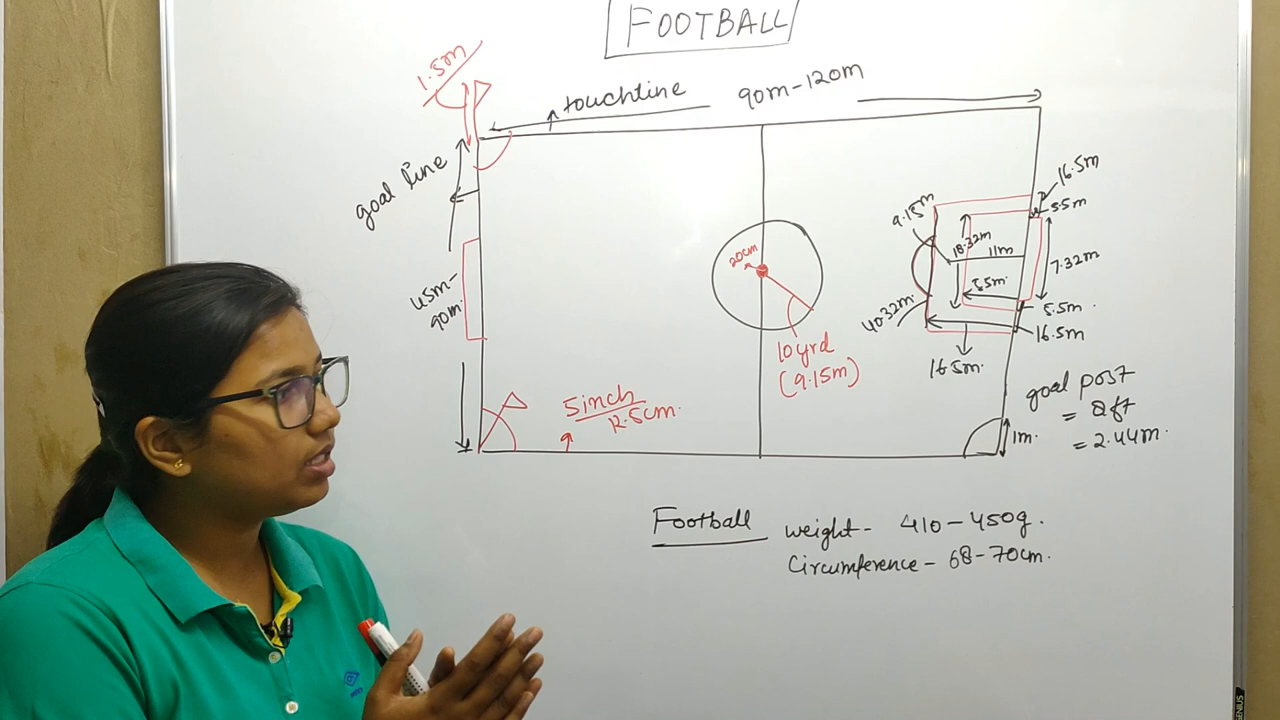 FOOTBALL
1.5m
touchline 90m-120m
goal line
45m-
90m.
16.5m
5.5m
9.15m
18.32m
11m
7.32m
5.5m.
5.5m.
40.32m.
16.5m
16.5m.
20cm
10yrd
(9.15m)
5inch
12.5cm.
goal post
= 8ft
= 2.44m.
1m.
Football weight- 410-450g.
Circumference- 68-70cm.